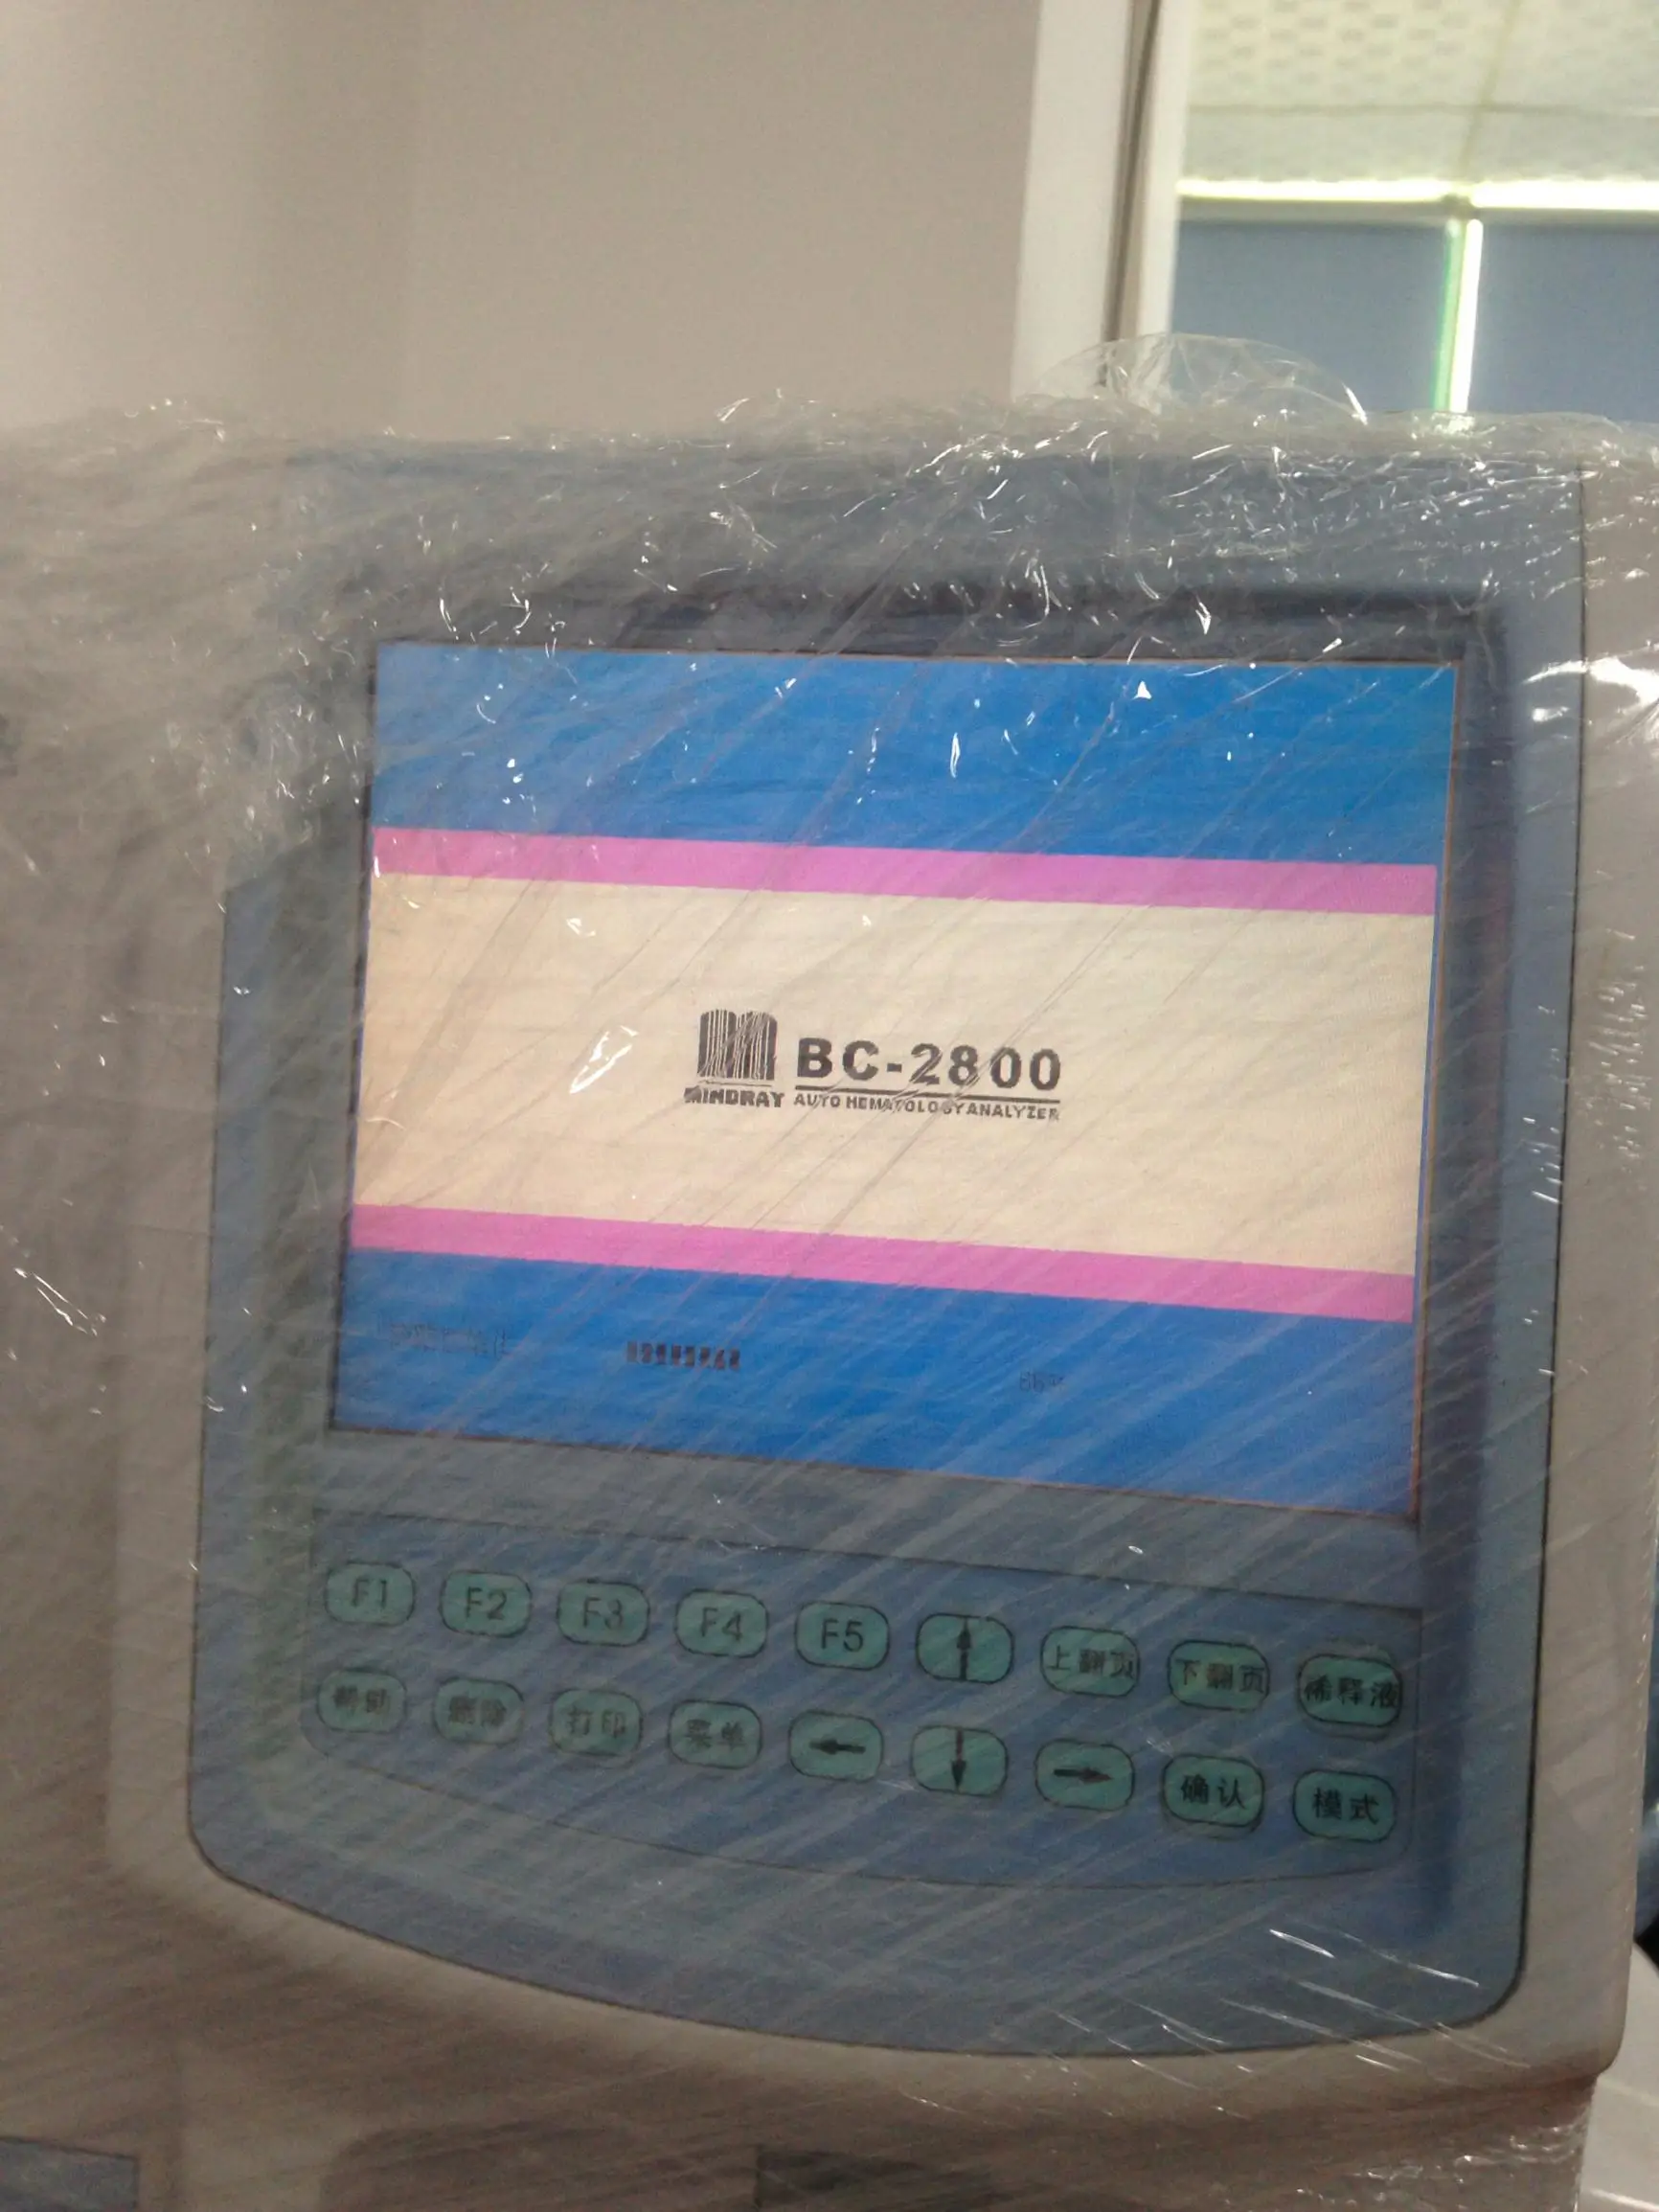 BC-2800
MINDRAY AUTO HEMATOLOGY ANALYZER
F1 F2 F3 F4 F5 ↑ 上翻页 下翻页 稀释液
帮助 删除 打印 菜单 ← ↓ → 确认 模式